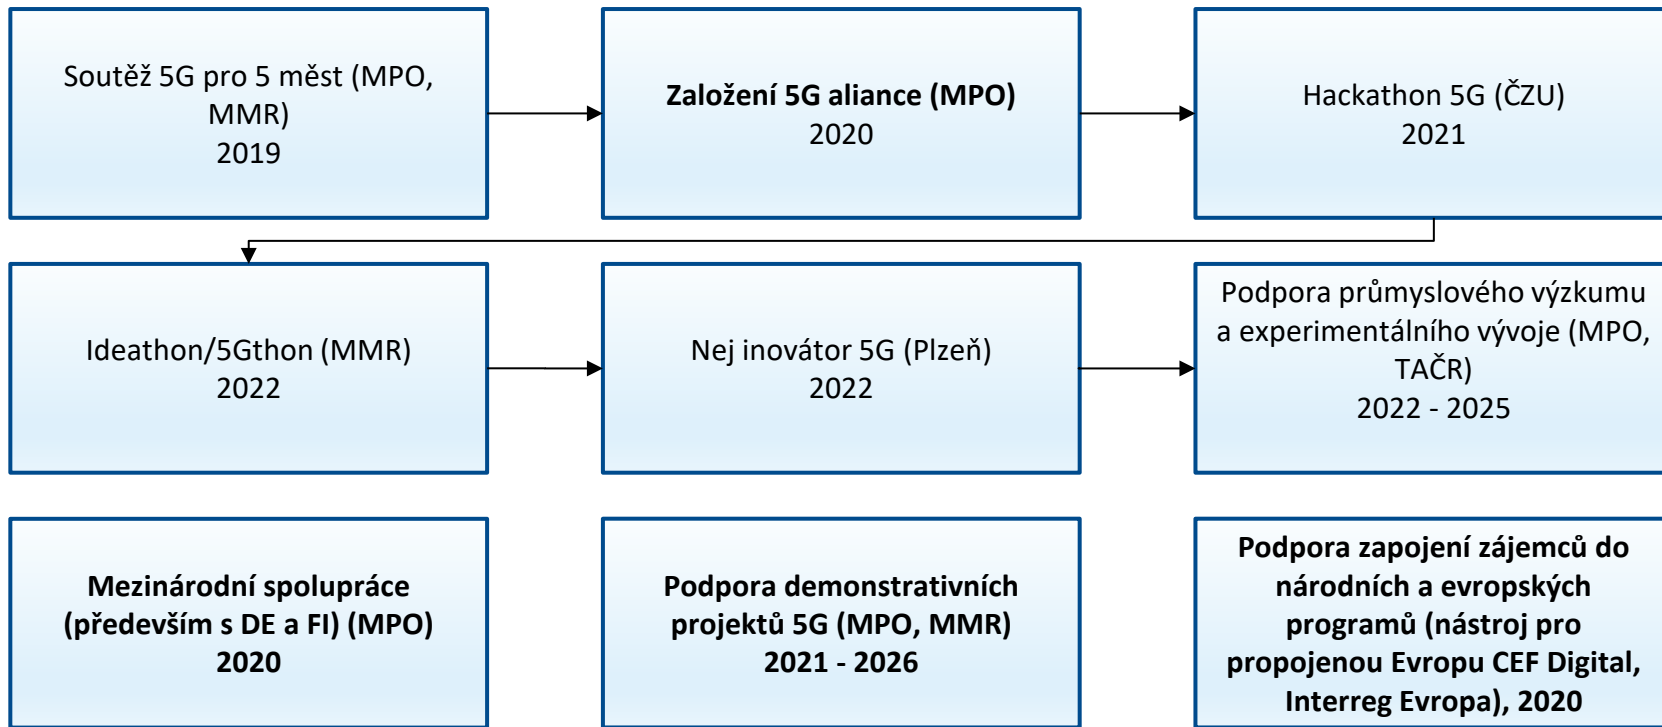 Soutěž 5G pro 5 měst (MPO,
MMR)
2019
Založení 5G aliance (MPO)
2020
Hackathon 5G (ČZU)
2021
Ideathon/5Gthon (MMR)
2022
Nej inovátor 5G (Plzeň)
2022
Podpora průmyslového výzkumu
a experimentálního vývoje (MPO,
TAČR)
2022 - 2025
Mezinárodní spolupráce
(především s DE a FI) (MPO)
2020
Podpora demonstrativních
projektů 5G (MPO, MMR)
2021 - 2026
Podpora zapojení zájemců do
národních a evropských
programů (nástroj pro
propojenou Evropu CEF Digital,
Interreg Evropa), 2020